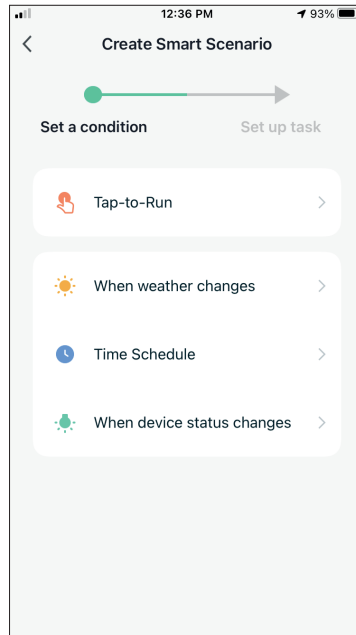 12:36 PM
93%
Create Smart Scenario
Set a condition
Set up task
Tap-to-Run
When weather changes
Time Schedule
When device status changes